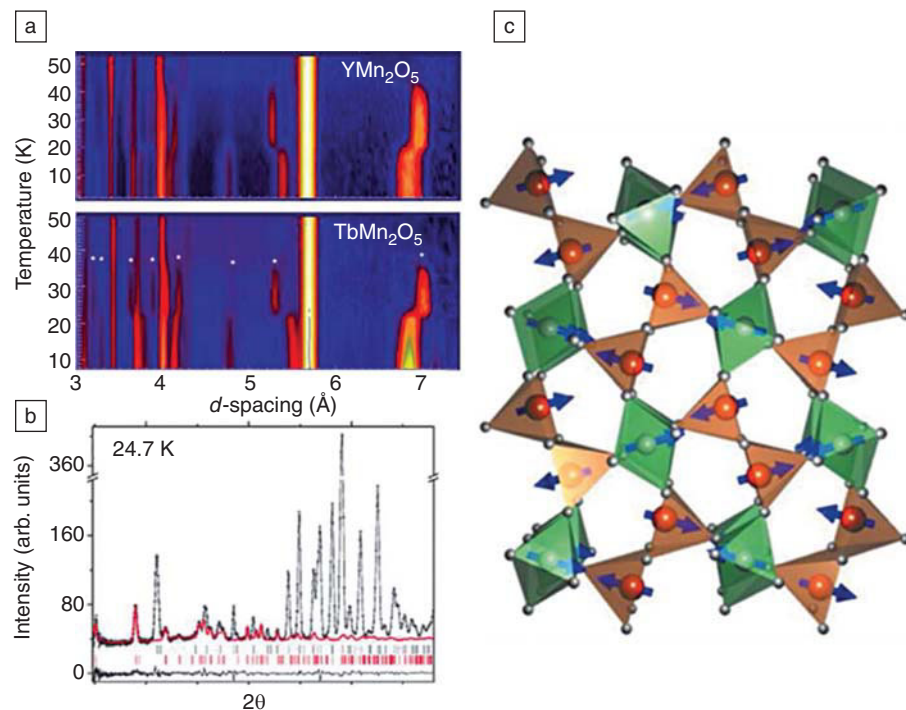 a
50
40
30
20
10
YMn₂O₅
50
40
30
20
10
TbMn₂O₅
Temperature (K)
3 4 5 6 7
d-spacing (Å)
b
24.7 K
360
160
80
0
Intensity (arb. units)
2θ
c